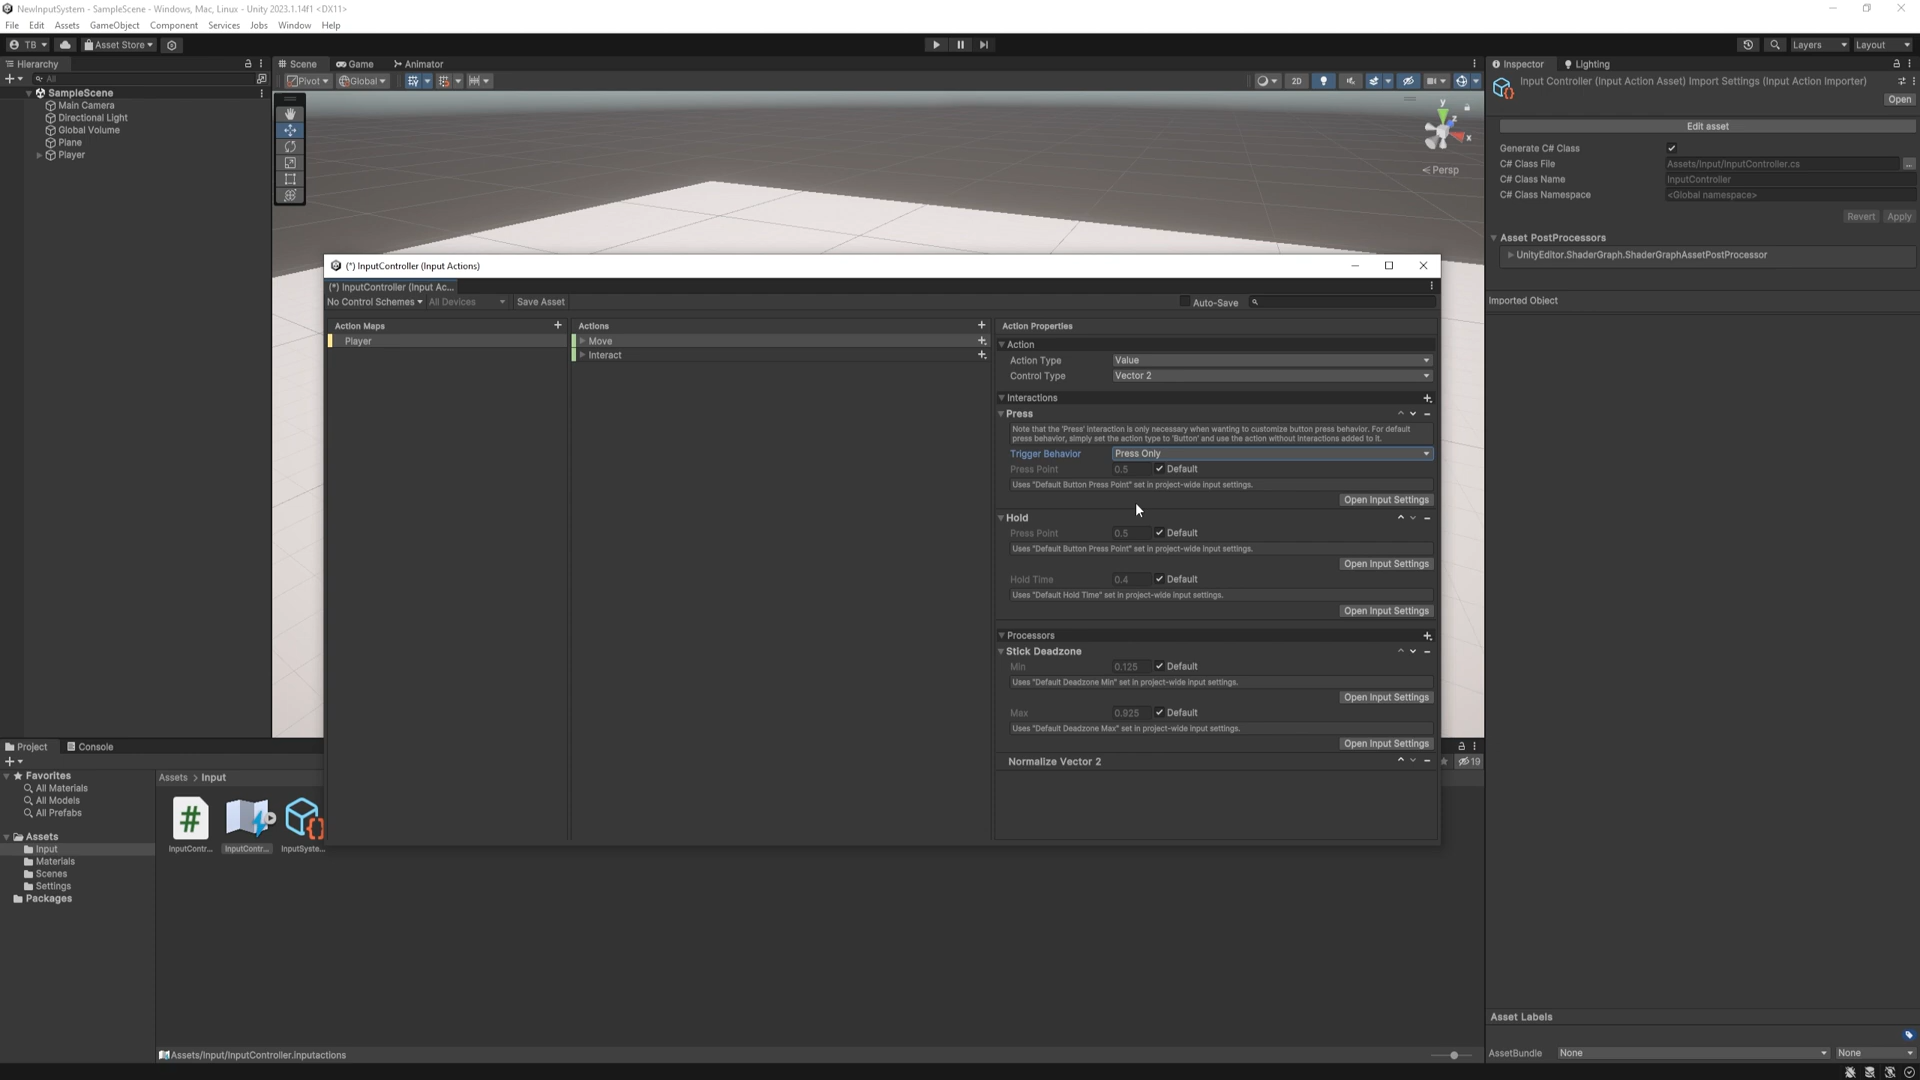 NewInputSystem - SampleScene - Windows, Mac, Linux - Unity 2023.1.14f1 <DX11>
File Edit Assets GameObject Component Services Jobs Window Help
TB Asset Store Layers Layout
Hierarchy Scene Game Animator Inspector Lighting
All Pivot Global 2D
Input Controller (Input Action Asset) Import Settings (Input Action Importer)
Open
SampleScene
Main Camera
Directional Light
Global Volume
Plane
Player
y
z
x
Persp
Edit asset
Generate C# Class
C# Class File Assets/Input/InputController.cs ...
C# Class Name InputController
C# Class Namespace <Global namespace>
Revert Apply
Asset PostProcessors
UnityEditor.ShaderGraph.ShaderGraphAssetPostProcessor
Imported Object
(*) InputController (Input Actions)
(*) InputController (Input Ac...
No Control Schemes All Devices Save Asset Auto-Save
Action Maps Actions Action Properties
Player
Move
Interact
Action
Action Type Value
Control Type Vector 2
Interactions
Press
Note that the 'Press' interaction is only necessary when wanting to customize button press behavior. For default
press behavior, simply set the action type to 'Button' and use the action without interactions added to it.
Trigger Behavior Press Only
Press Point 0.5 Default
Uses "Default Button Press Point" set in project-wide input settings.
Open Input Settings
Hold
Press Point 0.5 Default
Uses "Default Button Press Point" set in project-wide input settings.
Open Input Settings
Hold Time 0.4 Default
Uses "Default Hold Time" set in project-wide input settings.
Open Input Settings
Processors
Stick Deadzone
Min 0.125 Default
Uses "Default Deadzone Min" set in project-wide input settings.
Open Input Settings
Max 0.925 Default
Uses "Default Deadzone Max" set in project-wide input settings.
Open Input Settings
Normalize Vector 2
Project Console
19
Favorites
All Materials
All Models
All Prefabs
Assets
Input
Materials
Scenes
Settings
Packages
Assets > Input
InputContr... InputContr... InputSyste...
Assets/Input/InputController.inputactions
Asset Labels
AssetBundle None None